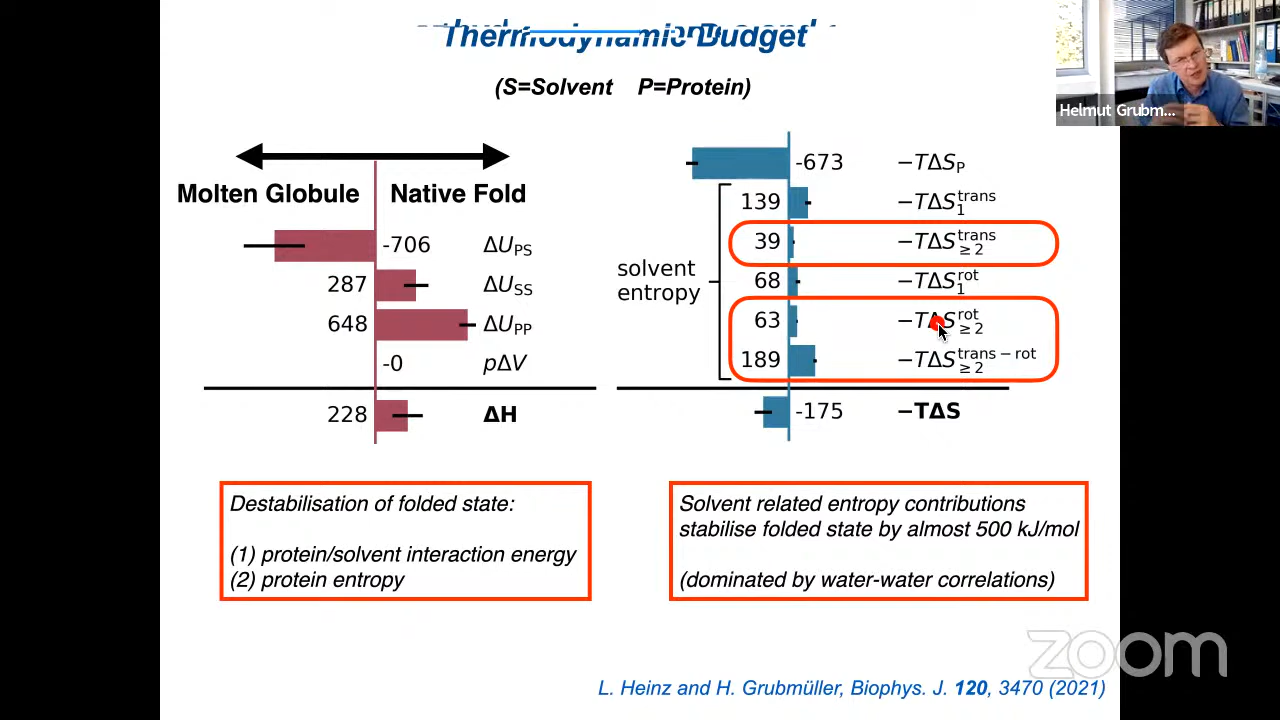 Thermodynamic Budget
(S=Solvent P=Protein)
Helmut Grubm...
Molten Globule Native Fold
-706 ΔU_PS
287 ΔU_SS
648 ΔU_PP
-0 pΔV
228 ΔH
solvent
entropy
-673 −TΔS_P
139 −TΔS_1^trans
39 −TΔS_≥2^trans
68 −TΔS_1^rot
63 −TΔS_≥2^rot
189 −TΔS_≥2^trans−rot
-175 −TΔS
Destabilisation of folded state:
(1) protein/solvent interaction energy
(2) protein entropy
Solvent related entropy contributions
stabilise folded state by almost 500 kJ/mol
(dominated by water-water correlations)
zoom
L. Heinz and H. Grubmüller, Biophys. J. 120, 3470 (2021)